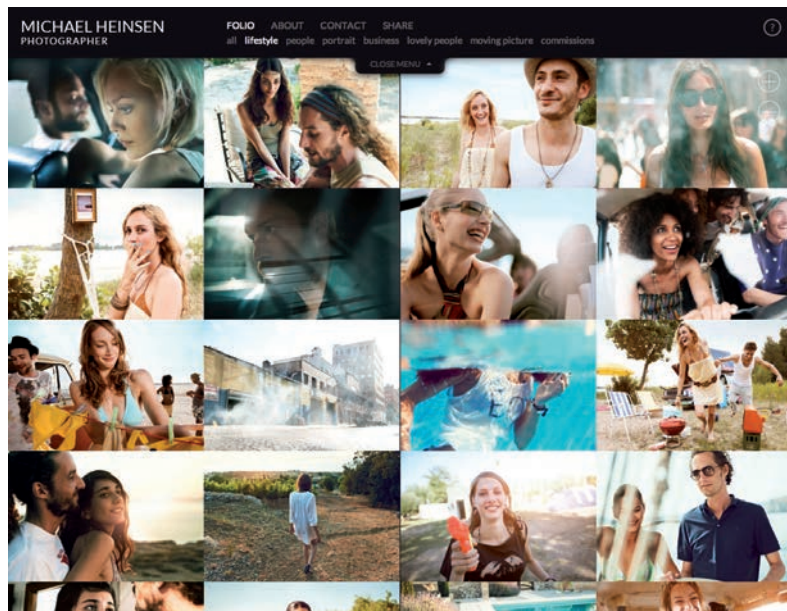 MICHAEL HEINSEN
PHOTOGRAPHER
FOLIO ABOUT CONTACT SHARE
all lifestyle people portrait business lovely people moving picture commissions
?
CLOSE MENU